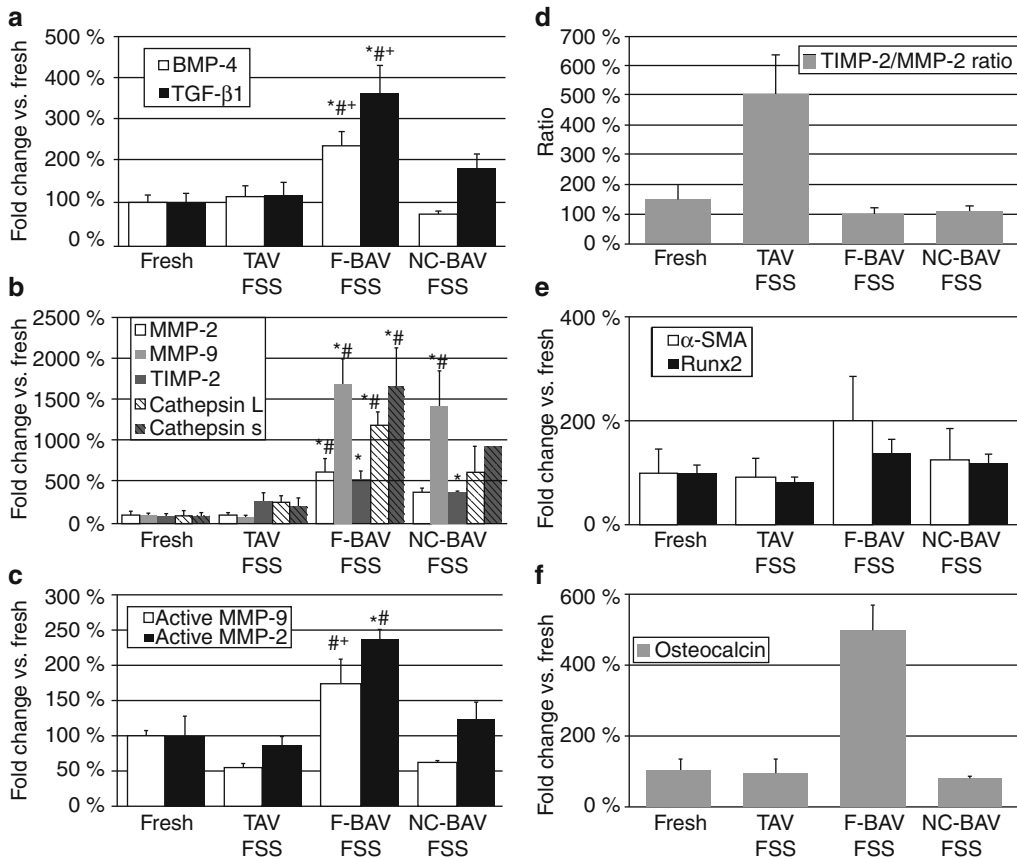 a
Fold change vs. fresh
500 %
400 %
300 %
200 %
100 %
0 %
BMP-4
TGF-β1
*#+
*#+
Fresh
TAV
FSS
F-BAV
FSS
NC-BAV
FSS
b
Fold change vs. fresh
2500 %
2000 %
1500 %
1000 %
500 %
0 %
MMP-2
MMP-9
TIMP-2
Cathepsin L
Cathepsin s
*#
*#
*
*#
*#
*#
*
Fresh
TAV
FSS
F-BAV
FSS
NC-BAV
FSS
c
Fold change vs. fresh
300 %
250 %
200 %
150 %
100 %
50 %
0 %
Active MMP-9
Active MMP-2
#+
*#
Fresh
TAV
FSS
F-BAV
FSS
NC-BAV
FSS
d
Ratio
700 %
600 %
500 %
400 %
300 %
200 %
100 %
0 %
TIMP-2/MMP-2 ratio
Fresh
TAV
FSS
F-BAV
FSS
NC-BAV
FSS
e
Fold change vs. fresh
400 %
200 %
0 %
α-SMA
Runx2
Fresh
TAV
FSS
F-BAV
FSS
NC-BAV
FSS
f
Fold change vs. fresh
600 %
400 %
200 %
0 %
Osteocalcin
Fresh
TAV
FSS
F-BAV
FSS
NC-BAV
FSS